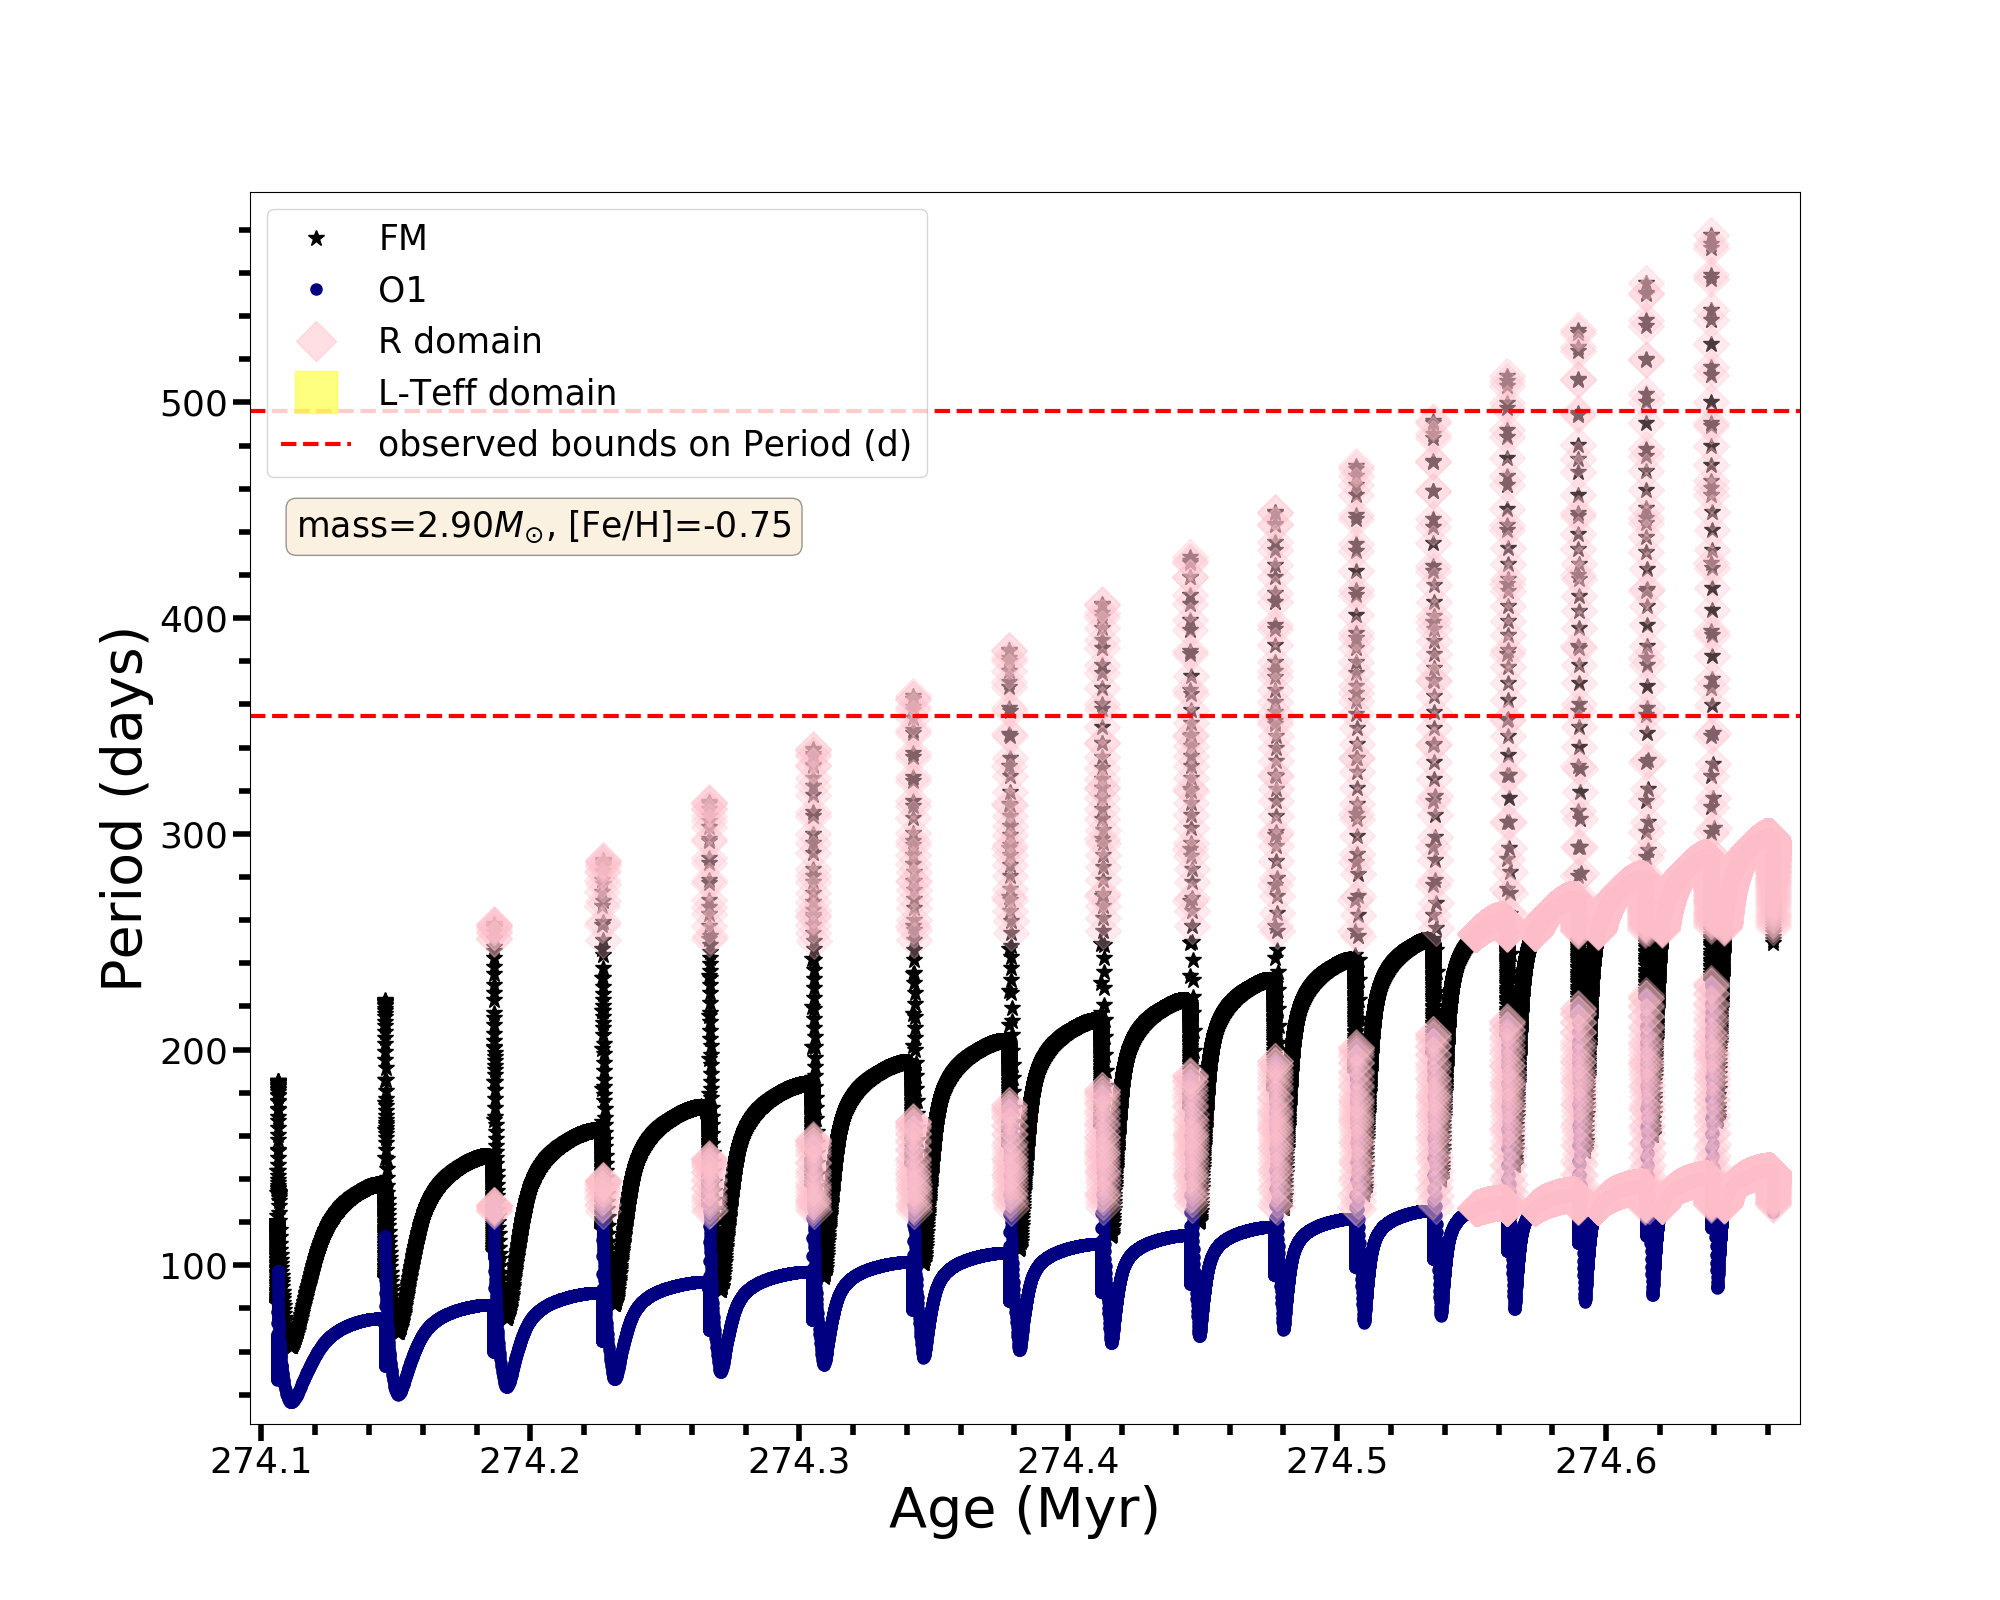 FM
O1
R domain
L-Teff domain
observed bounds on Period (d)
mass=2.90M⊙, [Fe/H]=-0.75
500
400
300
200
100
Period (days)
274.1 274.2 274.3 274.4 274.5 274.6
Age (Myr)